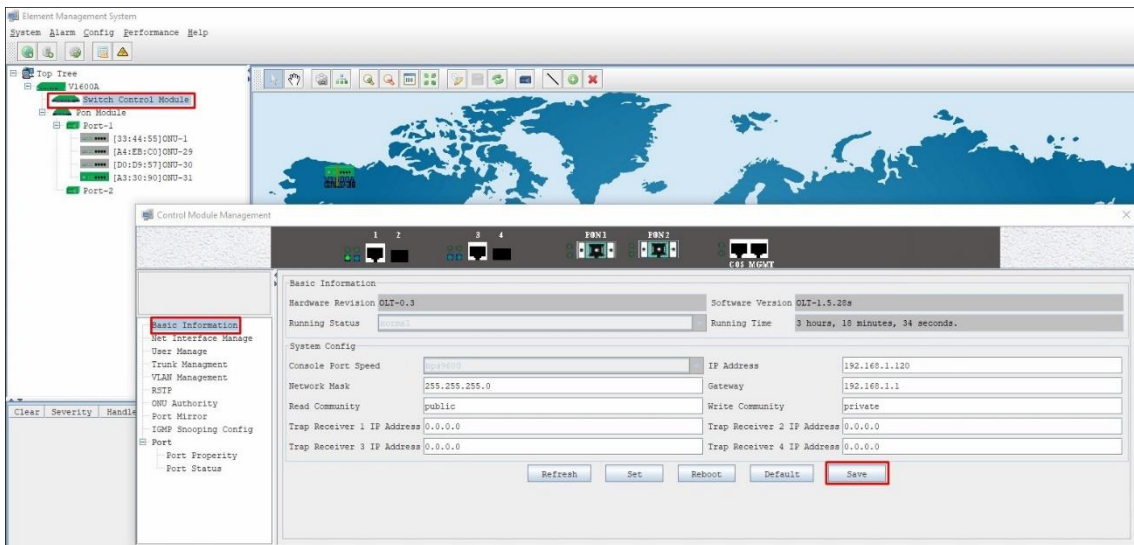 Element Management System
System Alarm Config Performance Help
Top Tree
V1600A
Switch Control Module
Pon Module
Port-1
[33:44:55]ONU-1
[A4:EB:C0]ONU-29
[D0:D9:57]ONU-30
[A3:30:90]ONU-31
Port-2
Clear Severity Handle
Control Module Management
1 2 3 4 PON1 PON2
COS MGMT
Basic Information
Net Interface Manage
User Manage
Trunk Managment
VLAN Management
RSTP
ONU Authority
Port Mirror
IGMP Snooping Config
Port
Port Properity
Port Status
Basic Information
Hardware Revision OLT-0.3 Software Version OLT-1.5.28s
Running Status normal Running Time 3 hours, 18 minutes, 34 seconds.
System Config
Console Port Speed bps9600 IP Address 192.168.1.120
Network Mask 255.255.255.0 Gateway 192.168.1.1
Read Community public Write Community private
Trap Receiver 1 IP Address 0.0.0.0 Trap Receiver 2 IP Address 0.0.0.0
Trap Receiver 3 IP Address 0.0.0.0 Trap Receiver 4 IP Address 0.0.0.0
Refresh Set Reboot Default Save